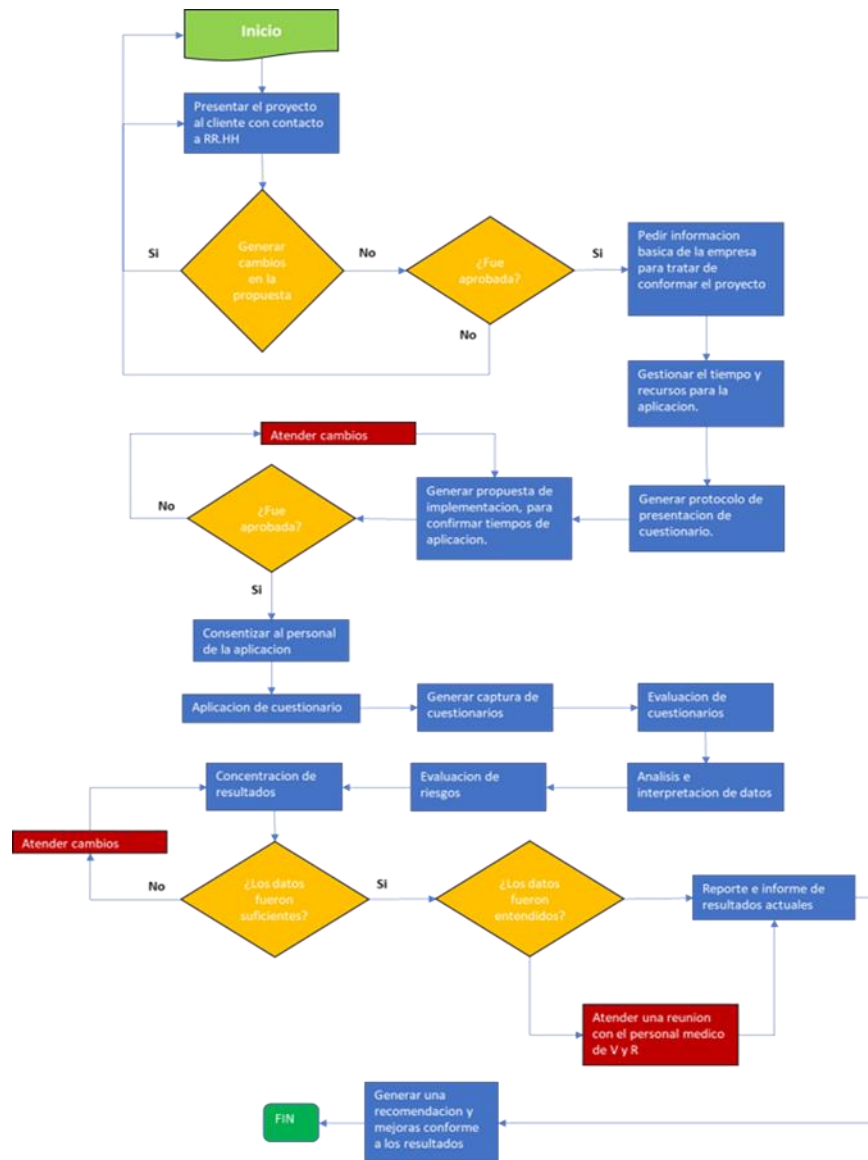 Inicio
Presentar el proyecto
al cliente con contacto
a RR.HH
Generar
cambios
en la
propuesta
Si
No
¿Fue
aprobada?
Si
No
Pedir informacion
basica de la empresa
para tratar de
conformar el proyecto
Gestionar el tiempo y
recursos para la
aplicacion.
Generar protocolo de
presentacion de
cuestionario.
Atender cambios
Generar propuesta de
implementacion, para
confirmar tiempos de
aplicacion.
¿Fue
aprobada?
No
Si
Consentizar al personal
de la aplicacion
Aplicacion de cuestionario
Generar captura de
cuestionarios
Evaluacion de
cuestionarios
Analisis e
interpretacion de datos
Evaluacion de
riesgos
Concentracion de
resultados
Atender cambios
No
¿Los datos
fueron
suficientes?
Si
¿Los datos
fueron
entendidos?
Reporte e informe de
resultados actuales
Atender una reunion
con el personal medico
de V y R
Generar una
recomendacion y
mejoras conforme
a los resultados
FIN